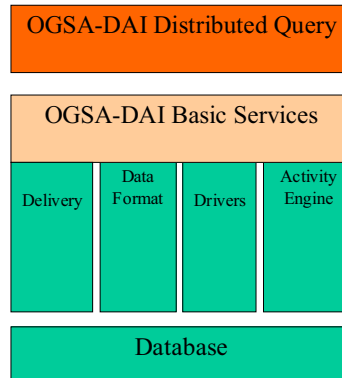 OGSA-DAI Distributed Query
OGSA-DAI Basic Services
Delivery
Data
Format
Drivers
Activity
Engine
Database